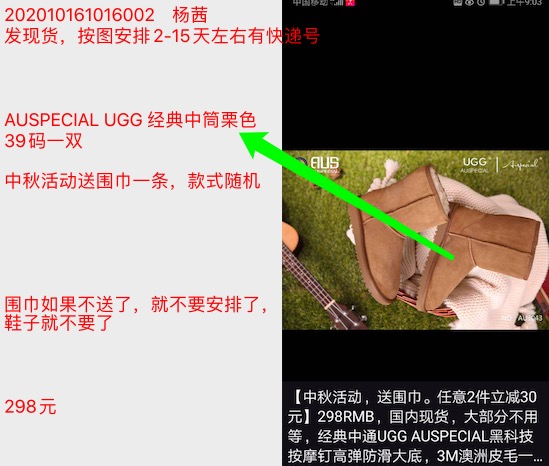 202010161016002 杨茜
发现货，按图安排2-15天左右有快递号
AUSPECIAL UGG 经典中筒栗色
39码一双
中秋活动送围巾一条，款式随机
围巾如果不送了，就不要安排了，
鞋子就不要了
298元
中国移动
上午9:03
AUS
UGG
AUSPECIAL
Auspecial
【中秋活动，送围巾。任意2件立减30
元】298RMB，国内现货，大部分不用
等，经典中通UGG AUSPECIAL黑科技
按摩钉高弹防滑大底，3M澳洲皮毛一…